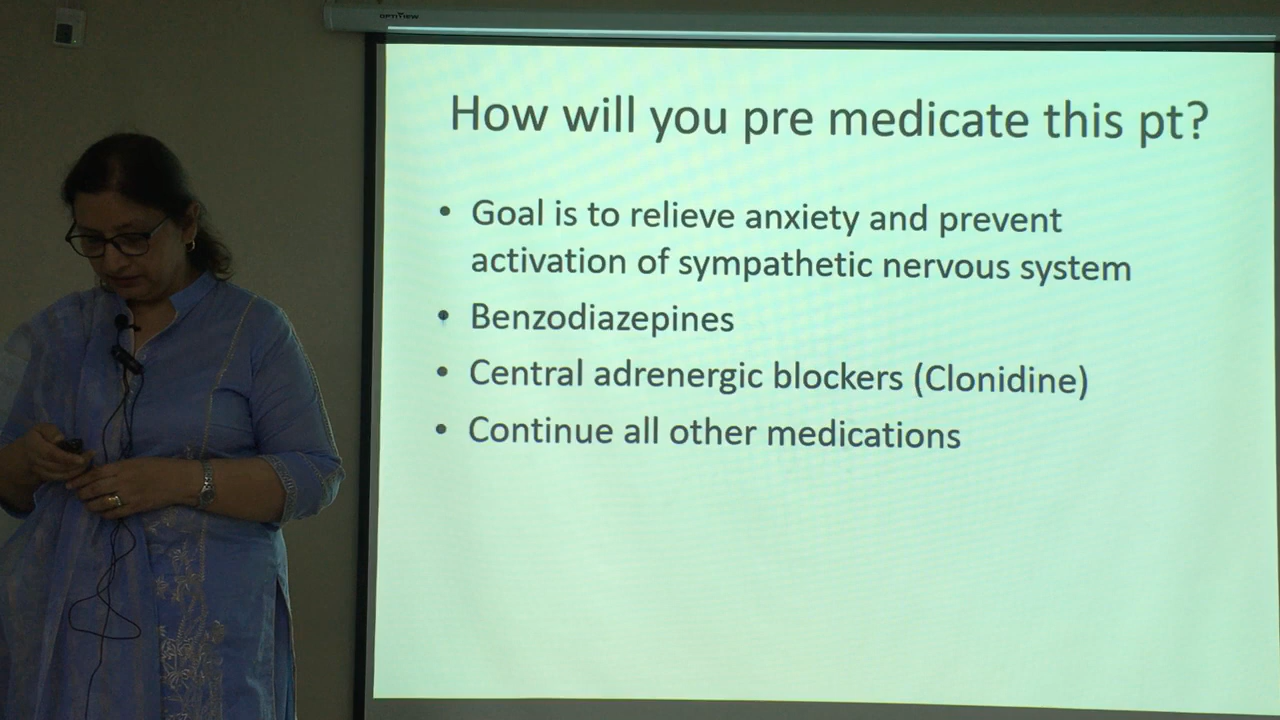 OPTIVIEW
How will you pre medicate this pt?
• Goal is to relieve anxiety and prevent
activation of sympathetic nervous system
• Benzodiazepines
• Central adrenergic blockers (Clonidine)
• Continue all other medications